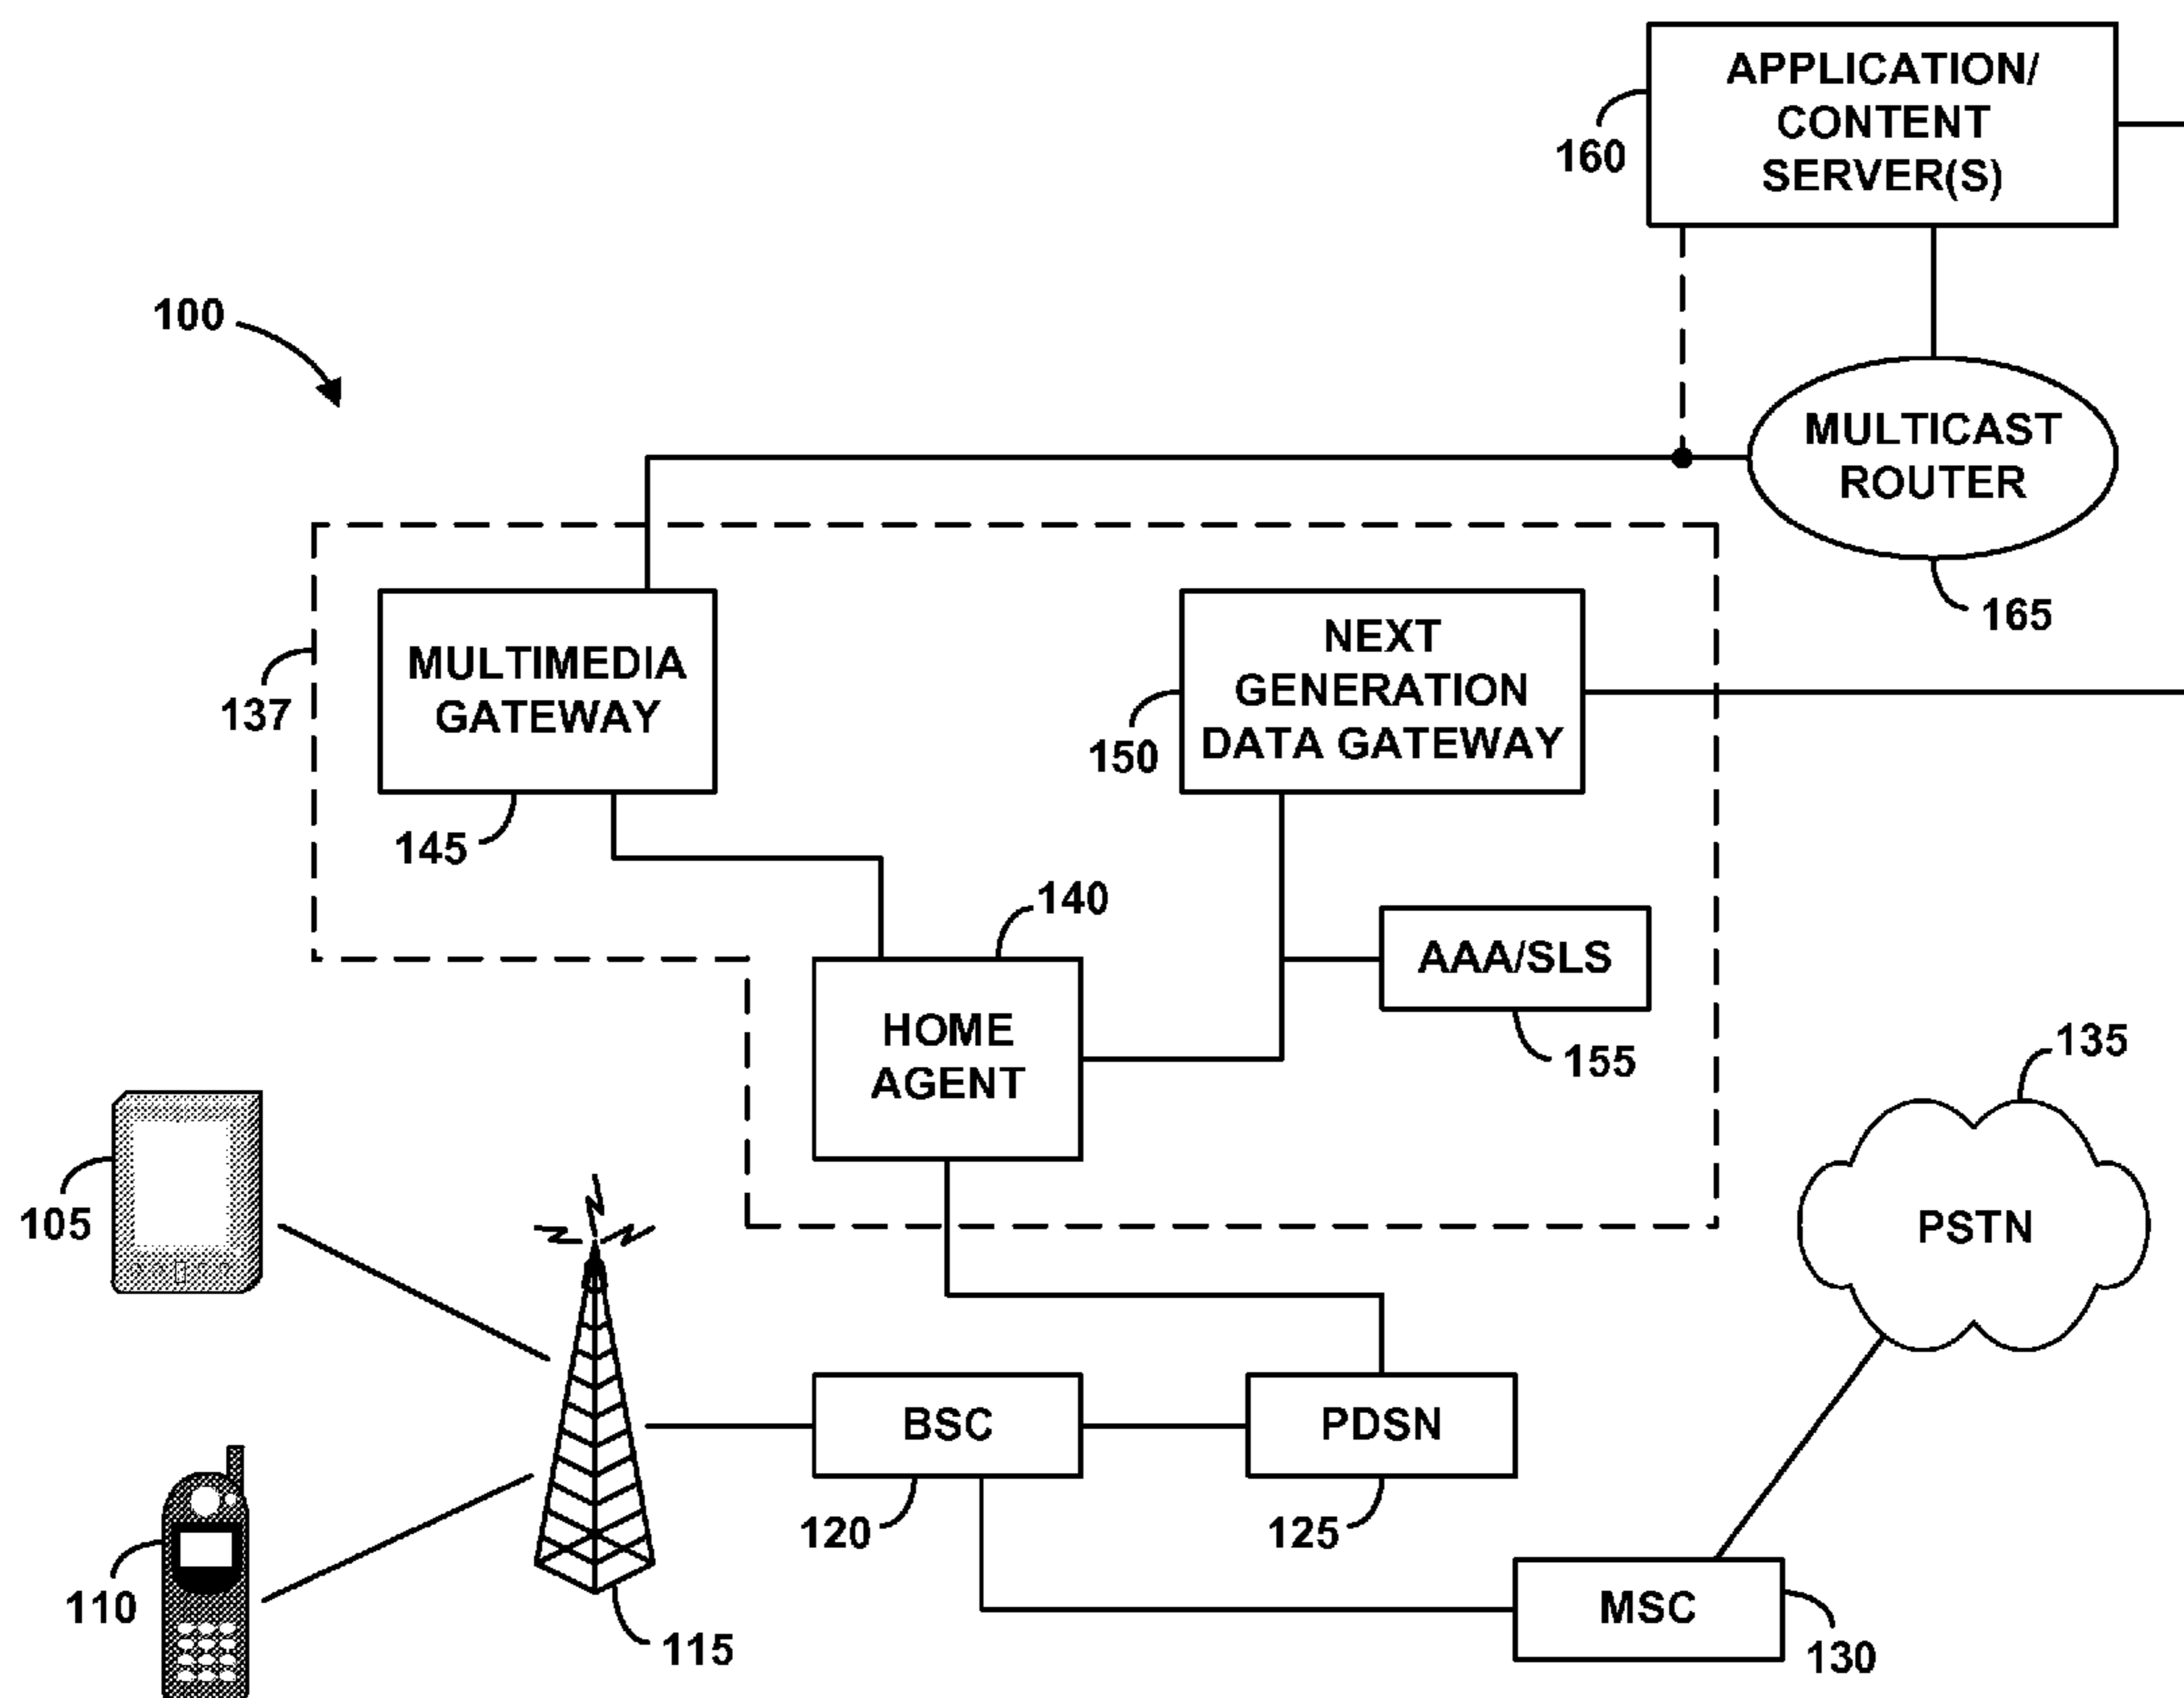 APPLICATION/
CONTENT
SERVER(S)
160
100
MULTICAST
ROUTER
165
137
MULTIMEDIA
GATEWAY
145
NEXT
GENERATION
DATA GATEWAY
150
140
HOME
AGENT
AAA/SLS
155
135
PSTN
105
110
115
BSC
120
PDSN
125
MSC
130